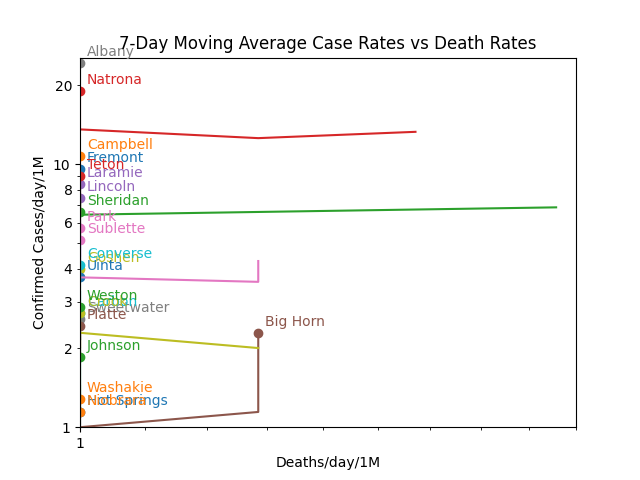 7-Day Moving Average Case Rates vs Death Rates
Albany
Natrona
Campbell
Fremont
Teton
Laramie
Lincoln
Sheridan
Park
Sublette
Converse
Goshen
Uinta
Weston
Sweetwater
Platte
Big Horn
Johnson
Washakie
Hot Springs
20
10
8
6
4
3
2
1
1
Confirmed Cases/day/1M
Deaths/day/1M